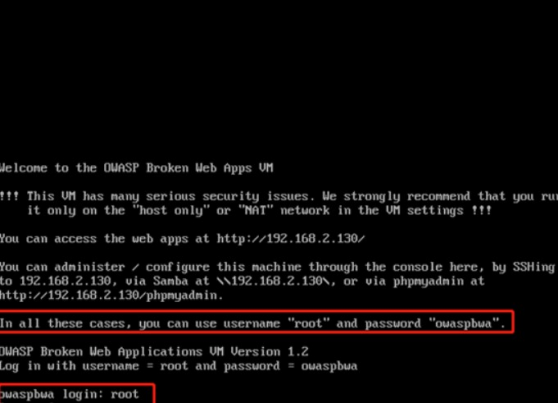 Welcome to the OWASP Broken Web Apps VM
!!! This VM has many serious security issues. We strongly recommend that you run
it only on the "host only" or "NAT" network in the VM settings !!!
You can access the web apps at http://192.168.2.130/
You can administer / configure this machine through the console here, by SSHing
to 192.168.2.130, via Samba at \\192.168.2.130\, or via phpmyadmin at
http://192.168.2.130/phpmyadmin.
In all these cases, you can use username "root" and password "owaspbwa".
OWASP Broken Web Applications VM Version 1.2
Log in with username = root and password = owaspbwa
owaspbwa login: root